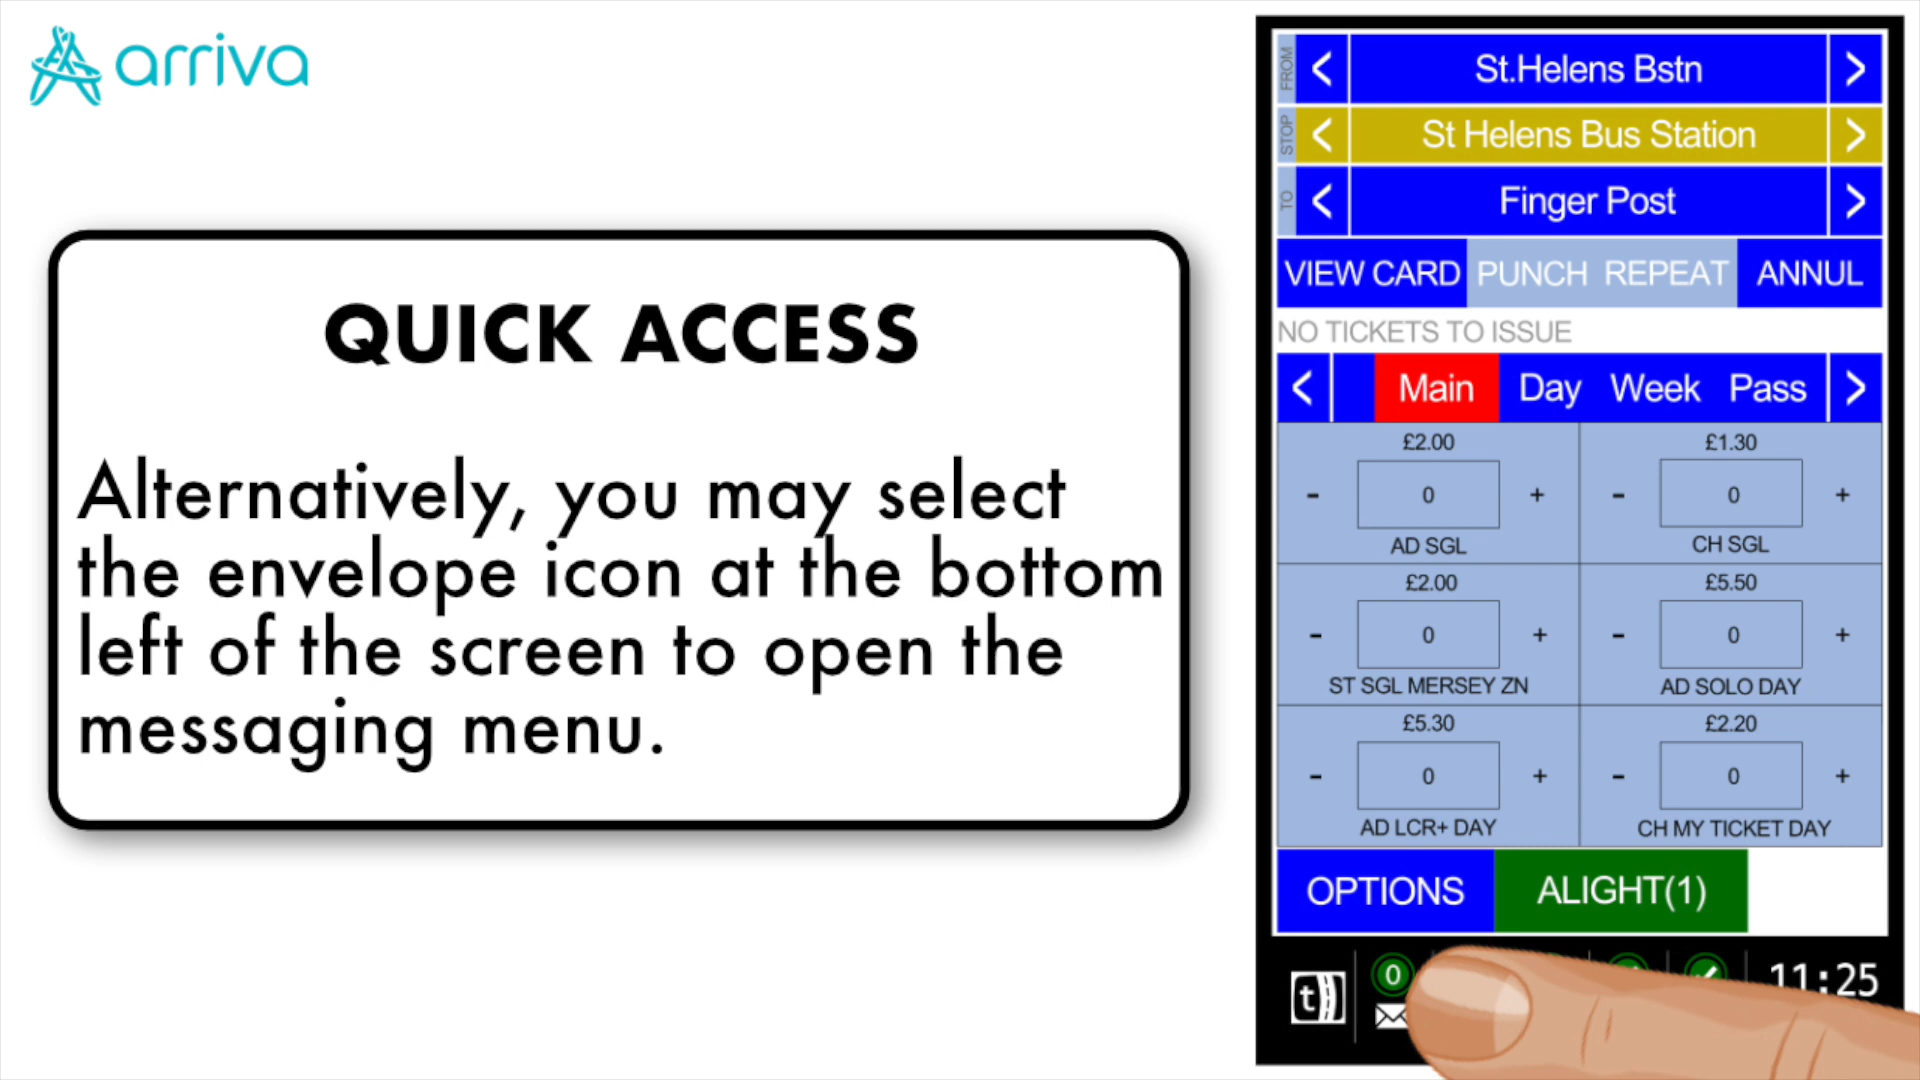 arriva
QUICK ACCESS
Alternatively, you may select
the envelope icon at the bottom
left of the screen to open the
messaging menu.
FROM
< St.Helens Bstn >
STOP
< St Helens Bus Station >
TO
< Finger Post >
VIEW CARD PUNCH REPEAT ANNUL
NO TICKETS TO ISSUE
< Main Day Week Pass >
£2.00 £1.30
- 0 + - 0 +
AD SGL CH SGL
£2.00 £5.50
- 0 + - 0 +
ST SGL MERSEY ZN AD SOLO DAY
£5.30 £2.20
- 0 + - 0 +
AD LCR+ DAY CH MY TICKET DAY
OPTIONS ALIGHT(1)
t 0 11:25